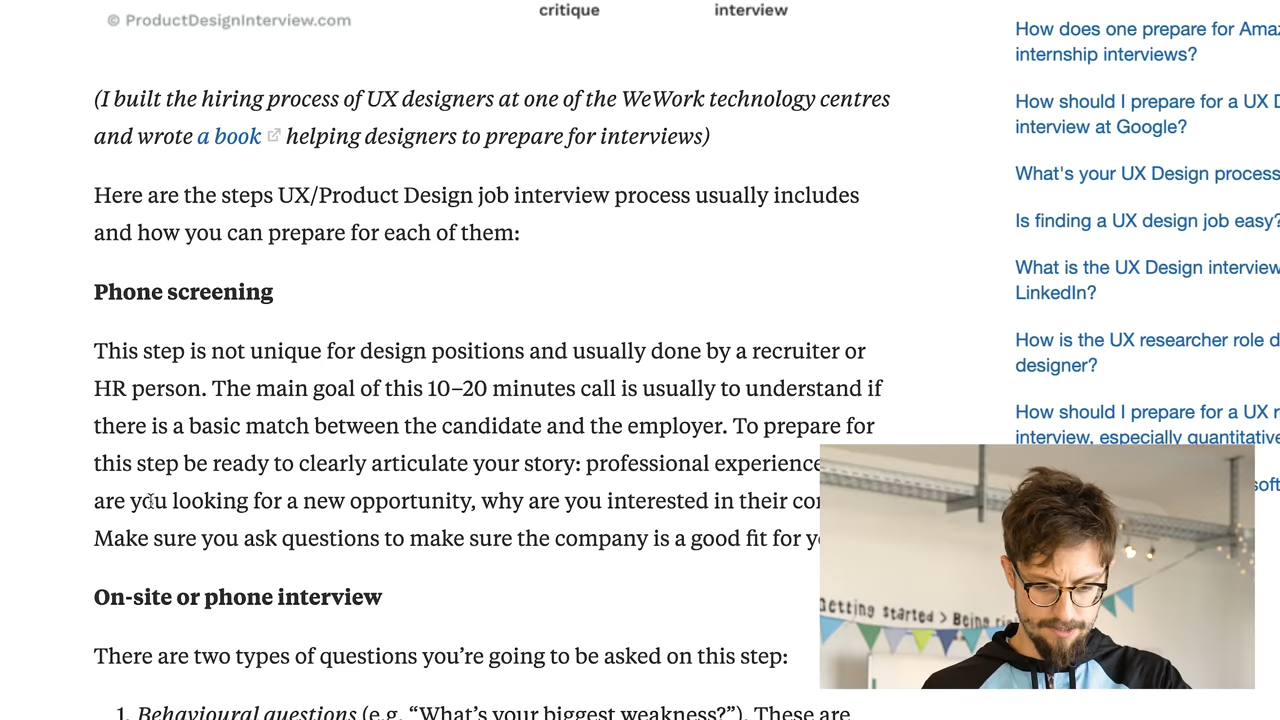 © ProductDesignInterview.com
critique
interview
(I built the hiring process of UX designers at one of the WeWork technology centres
and wrote a book helping designers to prepare for interviews)
Here are the steps UX/Product Design job interview process usually includes
and how you can prepare for each of them:
Phone screening
This step is not unique for design positions and usually done by a recruiter or
HR person. The main goal of this 10–20 minutes call is usually to understand if
there is a basic match between the candidate and the employer. To prepare for
this step be ready to clearly articulate your story: professional experience
are you looking for a new opportunity, why are you interested in their
Make sure you ask questions to make sure the company is a good fit for
On-site or phone interview
There are two types of questions you’re going to be asked on this step:
1. Behavioural questions (e.g. “What’s your biggest weakness?”). These are
How does one prepare for
internship interviews?
How should I prepare for a UX
interview at Google?
What's your UX Design process
Is finding a UX design job easy?
What is the UX Design interview
LinkedIn?
How is the UX researcher role
designer?
How should I prepare for a UX
interview, especially quantitative
Getting started > Being